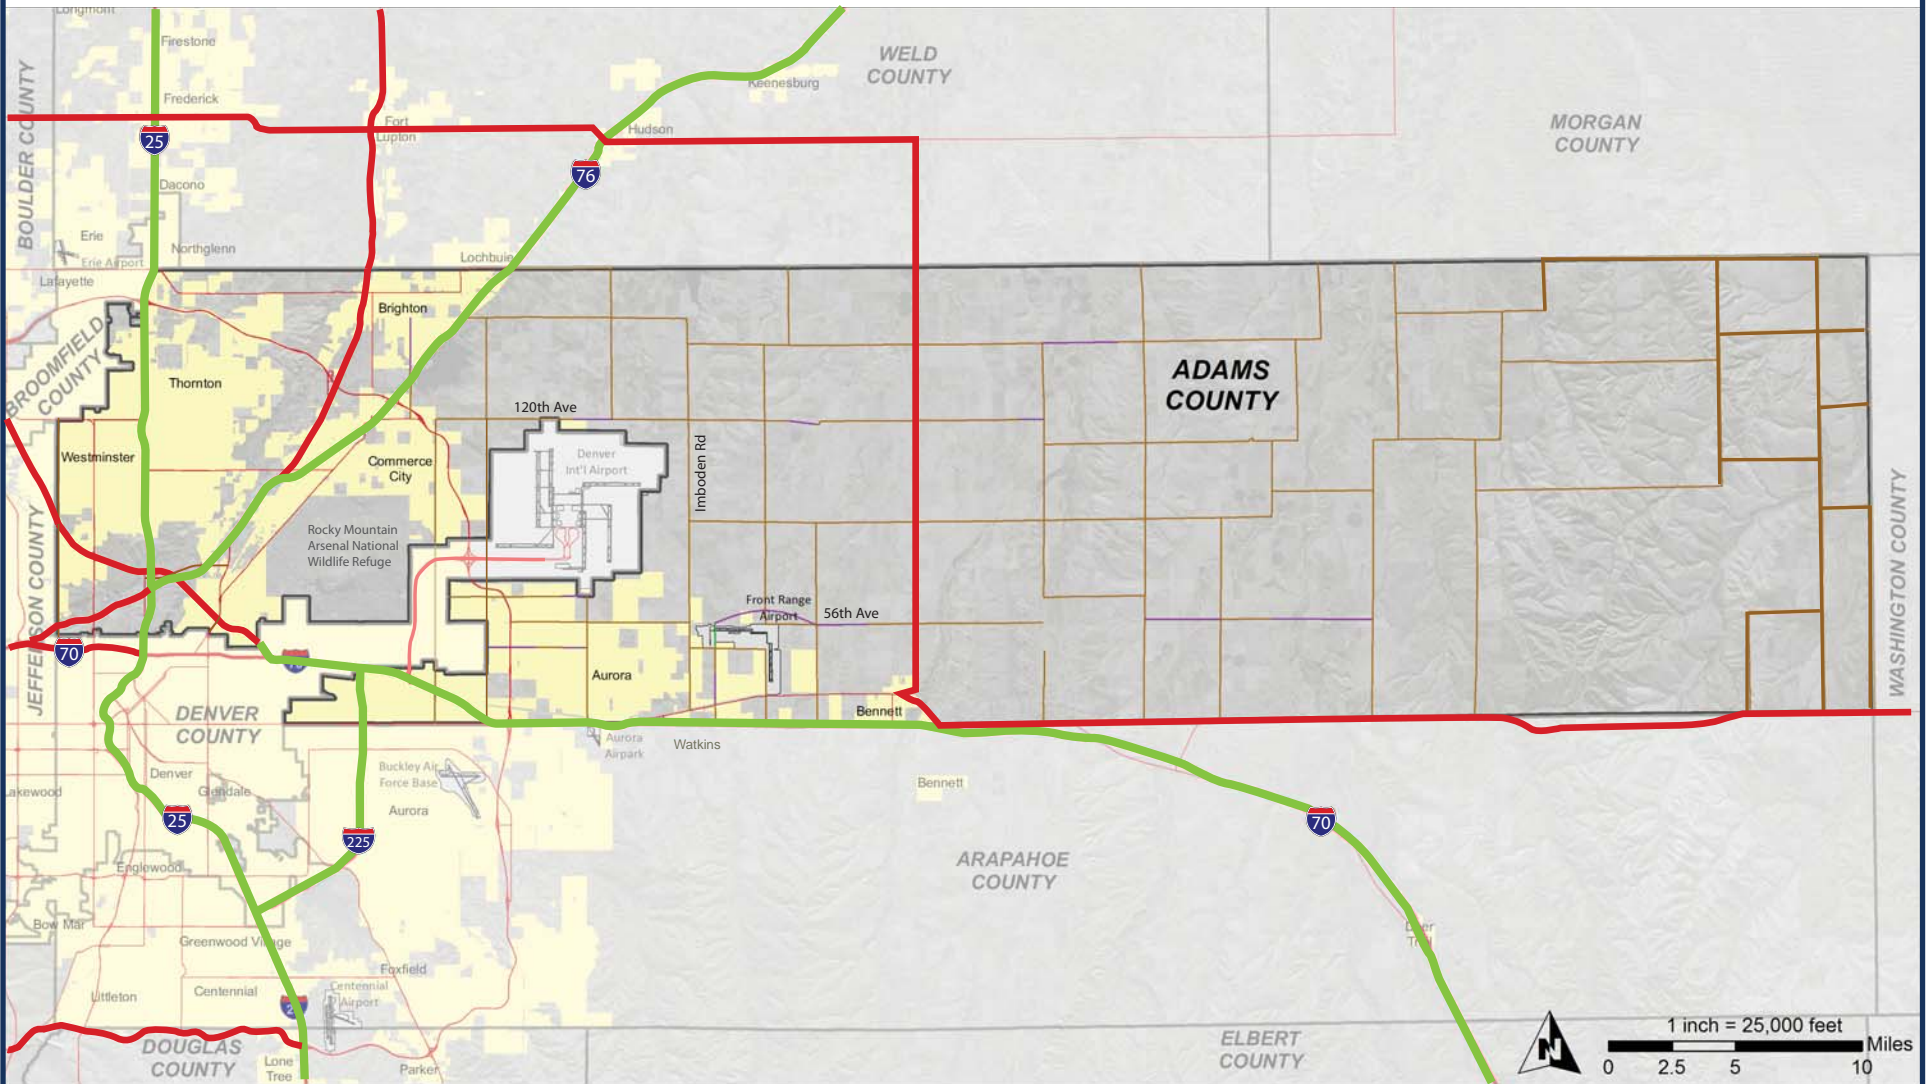 Longmont
Firestone
WELD
COUNTY
Keenesburg
BOULDER COUNTY
Frederick
Fort
Lupton
Hudson
MORGAN
COUNTY
25
76
Dacono
Erie
Northglenn
Erie Airport
Lochbuie
Lafayette
Brighton
BROOMFIELD
COUNTY
Thornton
ADAMS
COUNTY
120th Ave
Westminster
Commerce
City
Denver
Int'l Airport
Imboden Rd
Rocky Mountain
Arsenal National
Wildlife Refuge
JEFFERSON COUNTY
WASHINGTON COUNTY
Front Range
Airport
56th Ave
70
Aurora
DENVER
COUNTY
Bennett
Aurora
Airpark
Watkins
Denver
Buckley Air
Force Base
Lakewood
Glendale
Aurora
Bennett
25
225
70
Englewood
ARAPAHOE
COUNTY
Bow Mar
Greenwood Village
Deer
Trail
Foxfield
Littleton
Centennial
Centennial
Airport
DOUGLAS
COUNTY
Lone
Tree
Parker
ELBERT
COUNTY
N
1 inch = 25,000 feet
Miles
0 2.5 5 10